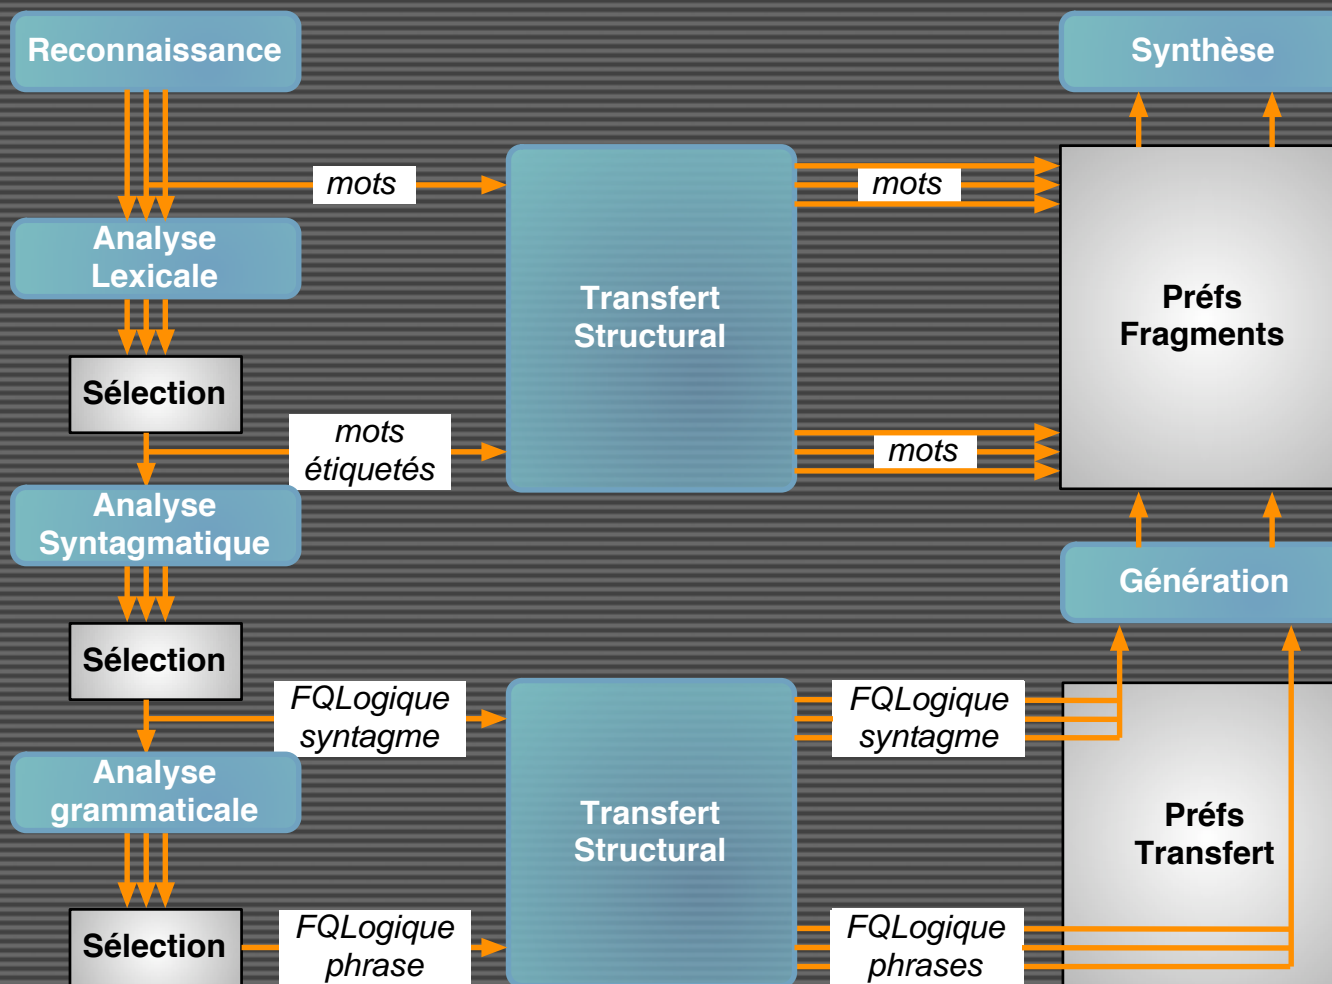 Reconnaissance
Synthèse
mots
mots
Analyse
Lexicale
Transfert
Structural
Préfs
Fragments
Sélection
mots
étiquetés
mots
Analyse
Syntagmatique
Génération
Sélection
FQLogique
syntagme
FQLogique
syntagme
Analyse
grammaticale
Transfert
Structural
Préfs
Transfert
Sélection
FQLogique
phrase
FQLogique
phrases